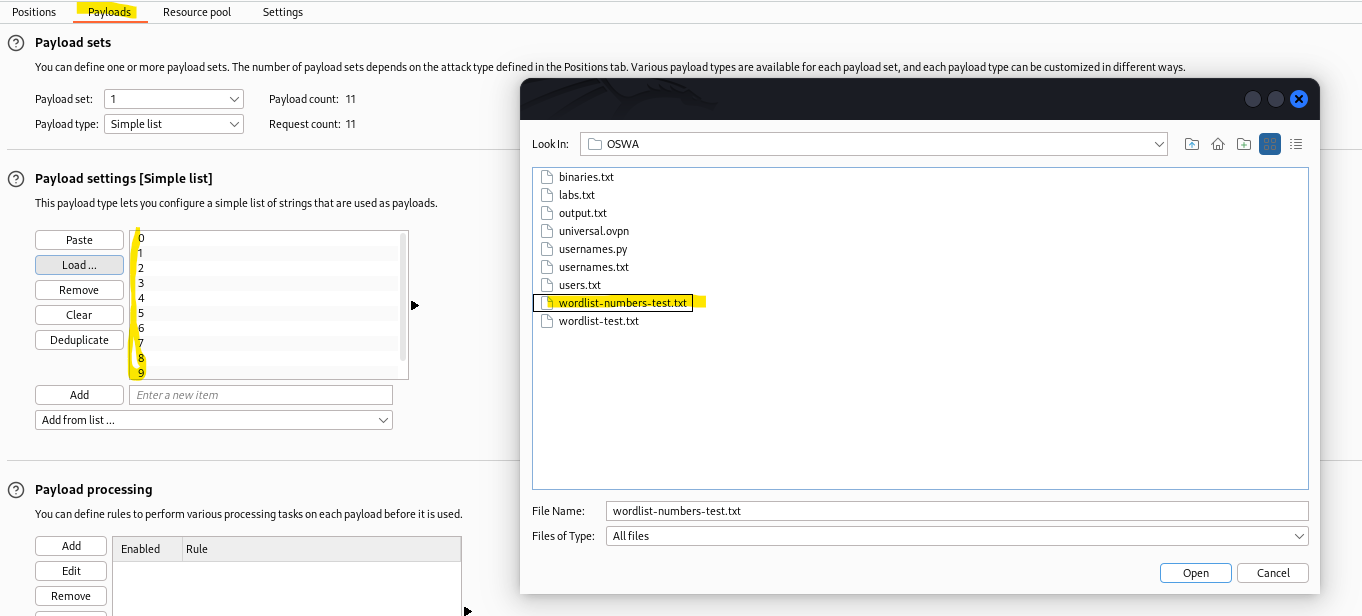 Positions Payloads Resource pool Settings
Payload sets
You can define one or more payload sets. The number of payload sets depends on the attack type defined in the Positions tab. Various payload types are available for each payload set, and each payload type can be customized in different ways.
Payload set: 1 Payload count: 11
Payload type: Simple list Request count: 11
Payload settings [Simple list]
This payload type lets you configure a simple list of strings that are used as payloads.
Paste
Load ...
Remove
Clear
Deduplicate
0
1
2
3
4
5
6
7
8
9
Add Enter a new item
Add from list ...
Payload processing
You can define rules to perform various processing tasks on each payload before it is used.
Add
Edit
Remove
Enabled Rule
Look In: OSWA
binaries.txt
labs.txt
output.txt
universal.ovpn
usernames.py
usernames.txt
users.txt
wordlist-numbers-test.txt
wordlist-test.txt
File Name: wordlist-numbers-test.txt
Files of Type: All files
Open Cancel